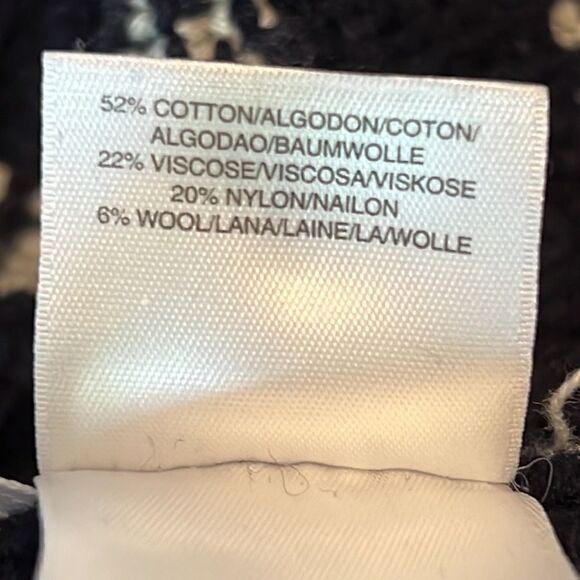 52% COTTON/ALGODON/COTON/
ALGODAO/BAUMWOLLE
22% VISCOSE/VISCOSA/VISKOSE
20% NYLON/NAILON
6% WOOL/LANA/LAINE/LA/WOLLE